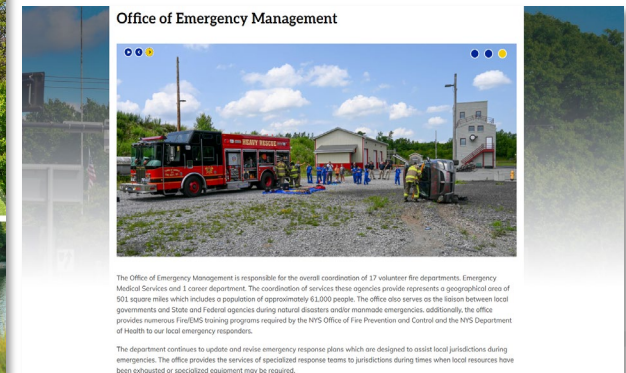 Office of Emergency Management
HEAVY RESCUE
The Office of Emergency Management is responsible for the overall coordination of 17 volunteer fire departments. Emergency
Medical Services and 1 career department. The coordination of services these agencies provide represents a geographical area of
501 square miles which includes a population of approximately 61,000 people. The office also serves as the liaison between local
governments and State and Federal agencies during natural disasters and/or manmade emergencies. additionally, the office
provides numerous Fire/EMS training programs required by the NYS Office of Fire Prevention and Control and the NYS Department
of Health to our local emergency responders.
The department continues to update and revise emergency response plans which are designed to assist local jurisdictions during
emergencies. The office provides the services of specialized response teams to jurisdictions during times when local resources have
been exhausted or specialized equipment may be required.